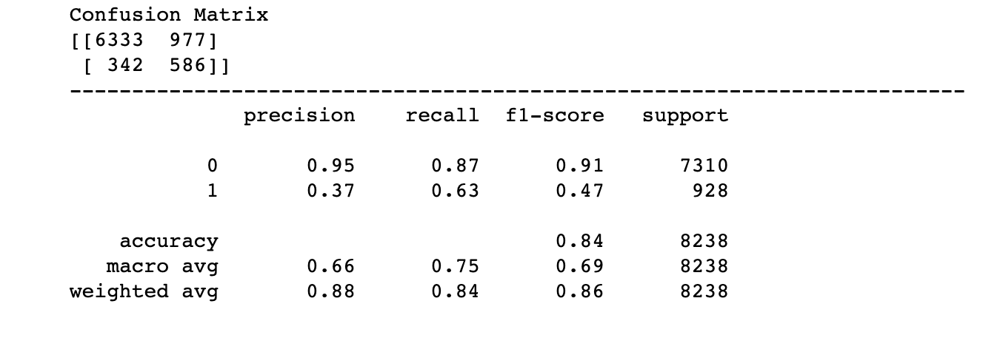 Confusion Matrix
[[6333  977]
 [ 342  586]]
------------------------------------------------------------------------
              precision    recall  f1-score   support

           0       0.95      0.87      0.91      7310
           1       0.37      0.63      0.47       928

    accuracy                           0.84      8238
   macro avg       0.66      0.75      0.69      8238
weighted avg       0.88      0.84      0.86      8238